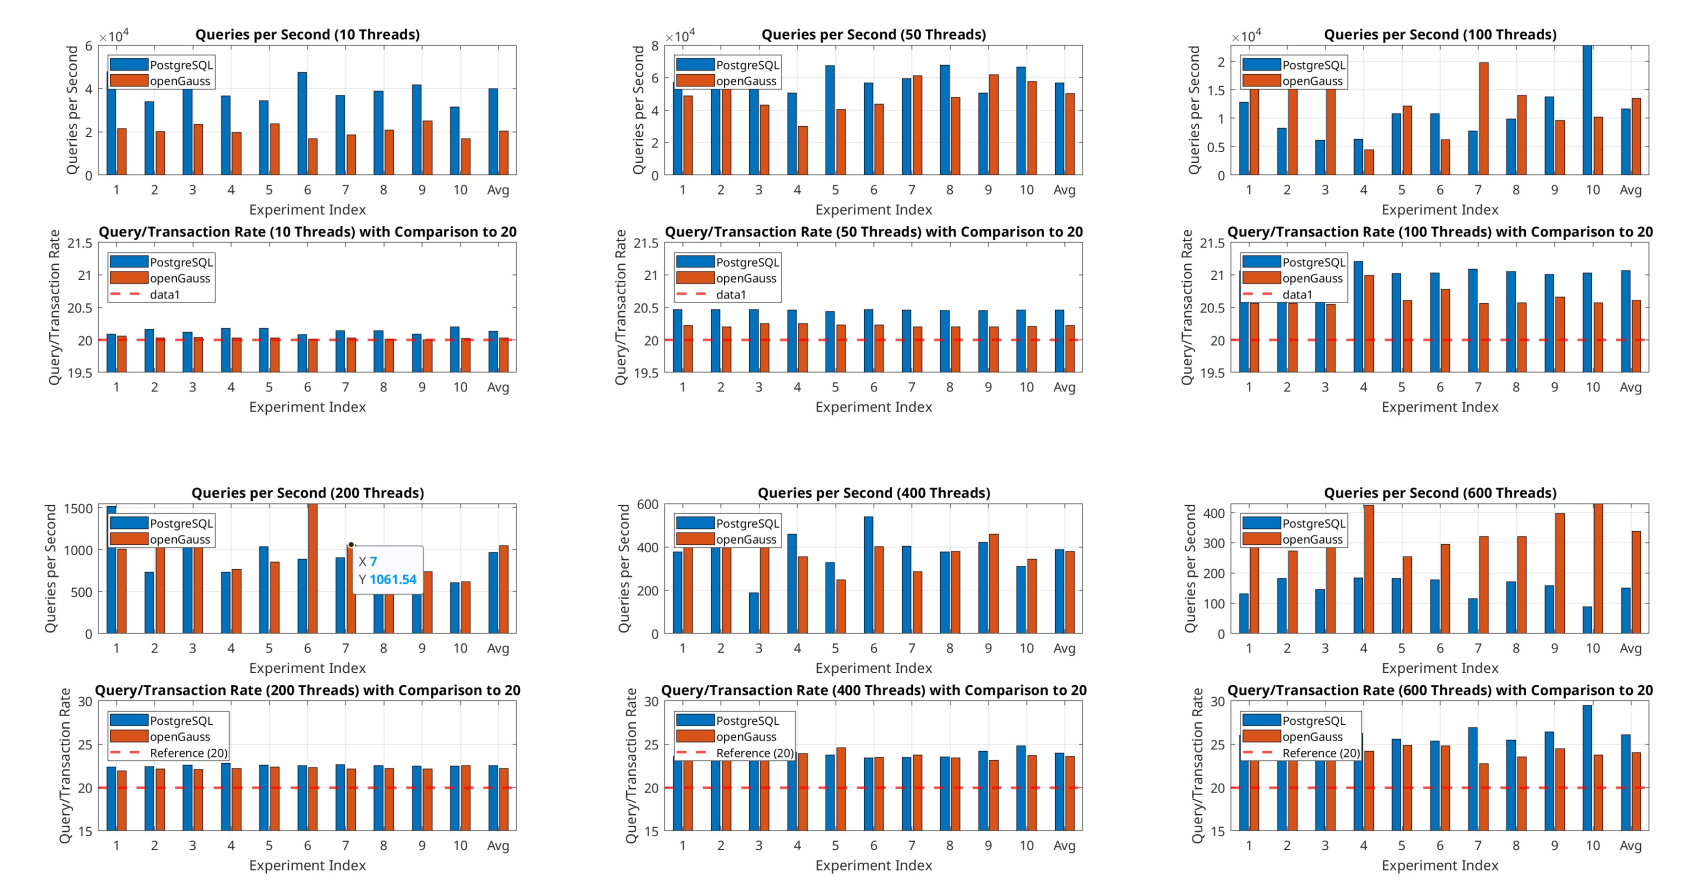 Queries per Second (10 Threads)
×10⁴
Queries per Second
6
4
2
0
PostgreSQL
openGauss
1 2 3 4 5 6 7 8 9 10 Avg
Experiment Index
Queries per Second (50 Threads)
×10⁴
Queries per Second
8
6
4
2
0
PostgreSQL
openGauss
1 2 3 4 5 6 7 8 9 10 Avg
Experiment Index
Queries per Second (100 Threads)
×10⁴
Queries per Second
2
1.5
1
0.5
0
PostgreSQL
openGauss
1 2 3 4 5 6 7 8 9 10 Avg
Experiment Index
Query/Transaction Rate (10 Threads) with Comparison to 20
Query/Transaction Rate
21.5
21
20.5
20
19.5
PostgreSQL
openGauss
data1
1 2 3 4 5 6 7 8 9 10 Avg
Experiment Index
Query/Transaction Rate (50 Threads) with Comparison to 20
Query/Transaction Rate
21.5
21
20.5
20
19.5
PostgreSQL
openGauss
data1
1 2 3 4 5 6 7 8 9 10 Avg
Experiment Index
Query/Transaction Rate (100 Threads) with Comparison to 20
Query/Transaction Rate
21.5
21
20.5
20
19.5
PostgreSQL
openGauss
data1
1 2 3 4 5 6 7 8 9 10 Avg
Experiment Index
Queries per Second (200 Threads)
Queries per Second
1500
1000
500
0
PostgreSQL
openGauss
X 7
Y 1061.54
1 2 3 4 5 6 7 8 9 10 Avg
Experiment Index
Queries per Second (400 Threads)
Queries per Second
600
400
200
0
PostgreSQL
openGauss
1 2 3 4 5 6 7 8 9 10 Avg
Experiment Index
Queries per Second (600 Threads)
Queries per Second
400
300
200
100
0
PostgreSQL
openGauss
1 2 3 4 5 6 7 8 9 10 Avg
Experiment Index
Query/Transaction Rate (200 Threads) with Comparison to 20
Query/Transaction Rate
30
25
20
15
PostgreSQL
openGauss
Reference (20)
1 2 3 4 5 6 7 8 9 10 Avg
Experiment Index
Query/Transaction Rate (400 Threads) with Comparison to 20
Query/Transaction Rate
30
25
20
15
PostgreSQL
openGauss
Reference (20)
1 2 3 4 5 6 7 8 9 10 Avg
Experiment Index
Query/Transaction Rate (600 Threads) with Comparison to 20
Query/Transaction Rate
30
25
20
15
PostgreSQL
openGauss
Reference (20)
1 2 3 4 5 6 7 8 9 10 Avg
Experiment Index